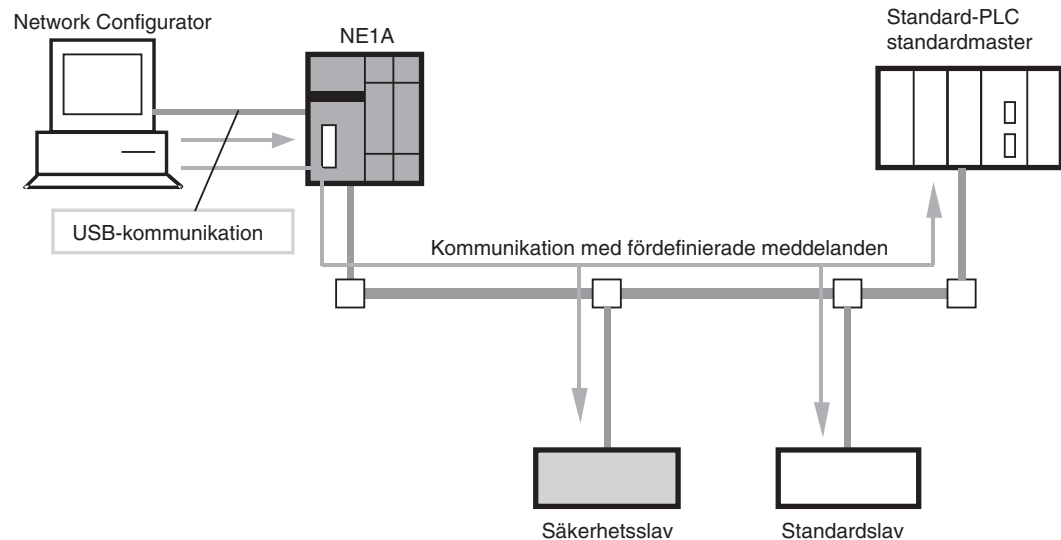 Network Configurator
NE1A
Standard-PLC
standardmaster
USB-kommunikation
Kommunikation med fördefinierade meddelanden
Säkerhetsslav
Standardslav